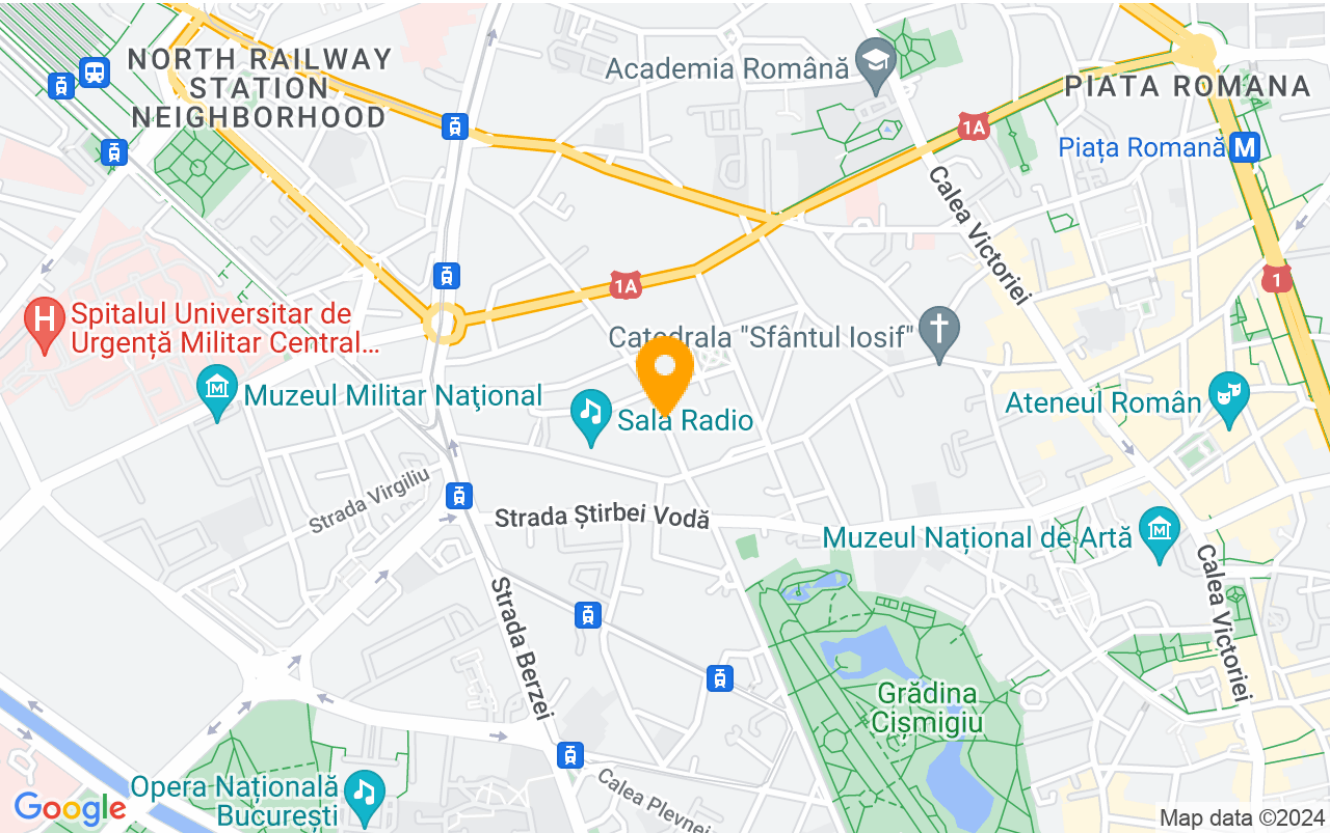 NORTH RAILWAY
STATION
NEIGHBORHOOD
Academia Română
PIATA ROMANA
1A
Piața Romană
M
Calea Victoriei
1A
1
H
Spitalul Universitar de
Urgență Militar Central...
Catedrala "Sfântul Iosif"
Muzeul Militar Naţional
Sala Radio
Ateneul Român
Strada Virgiliu
Strada Știrbei Vodă
Muzeul Național de Artă
M
Calea Victoriei
Strada Berzei
Grădina
Cișmigiu
Opera Națională
București
Calea Plevnei
Google
Map data ©2024